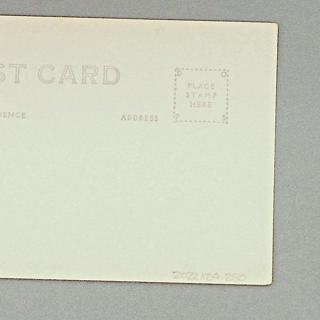 ST CARD
PLACE
STAMP
HERE
ENCE
ADDRESS